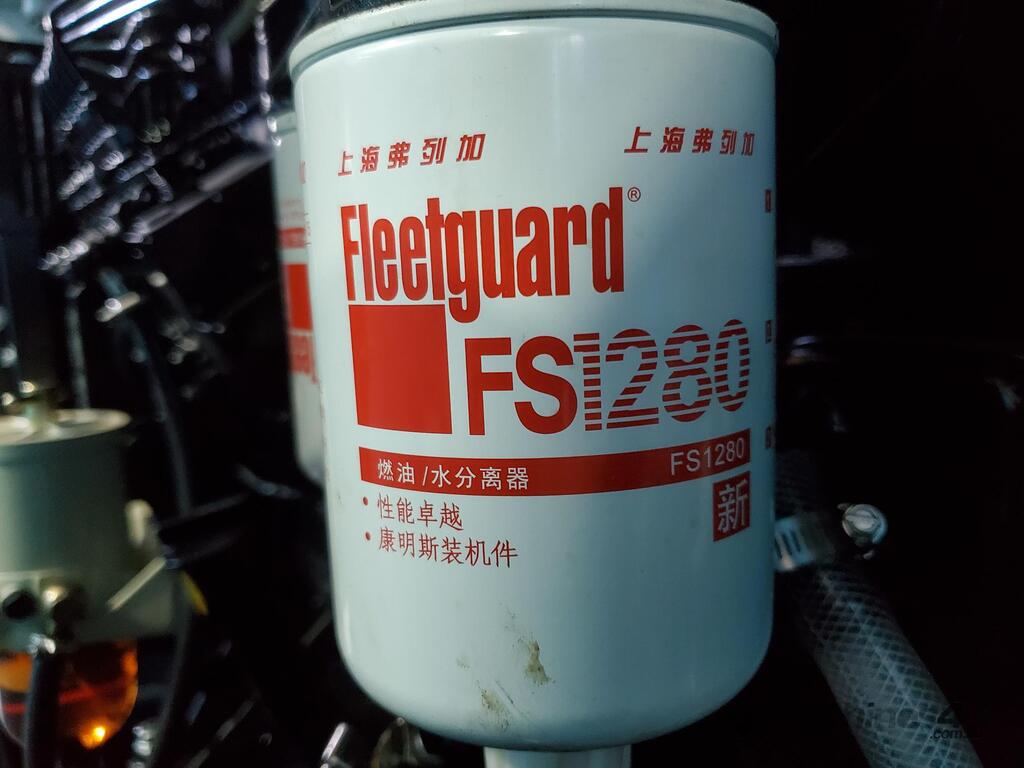 上海弗列加
上海弗列加
Fleetguard®
FS1280
燃油/水分离器 FS1280
新
• 性能卓越
• 康明斯装机件